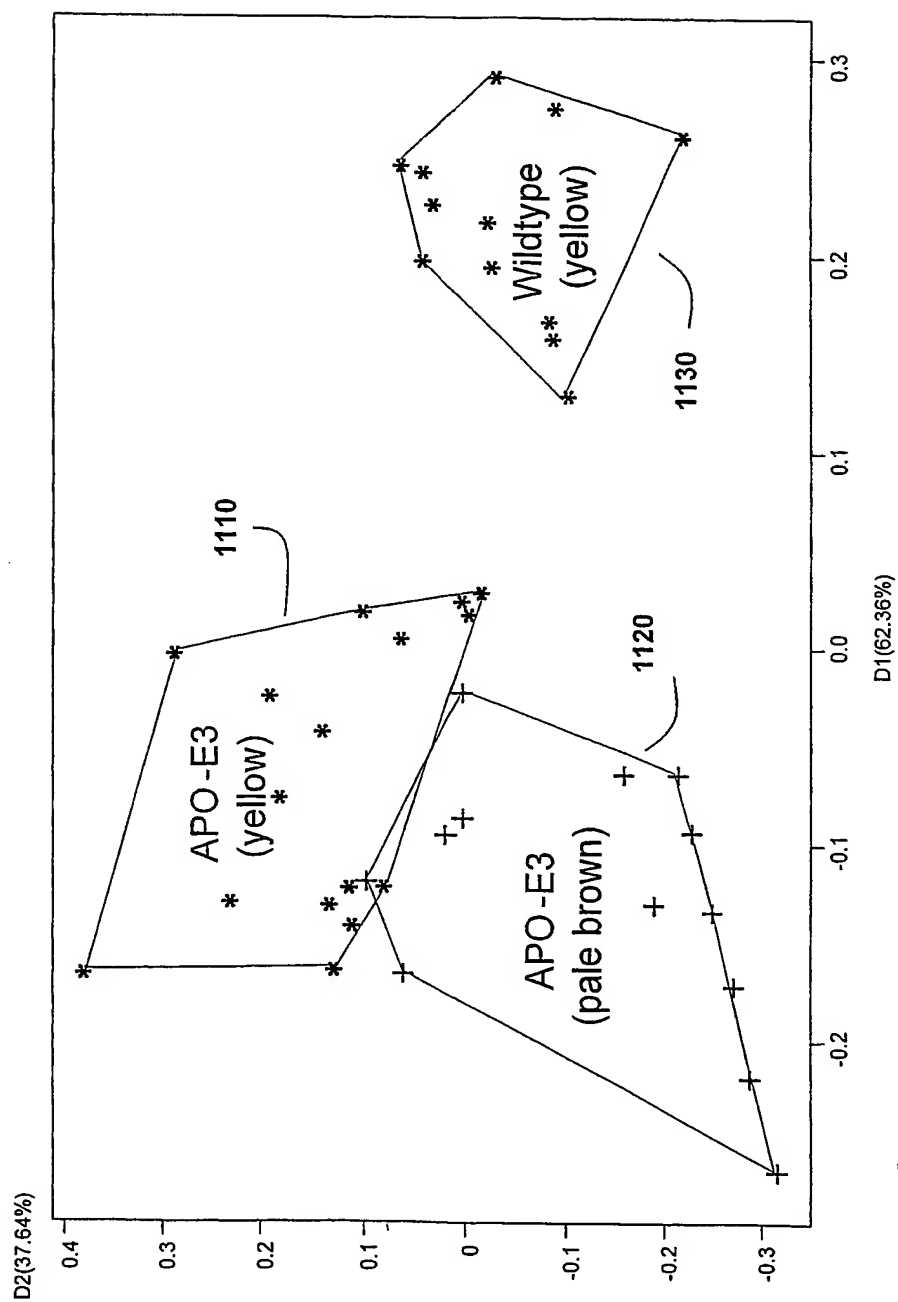 D2(37.64%)
0.4
0.3
0.2
0.1
0
-0.1
-0.2
-0.3
APO-E3
(yellow)
1110
APO-E3
(pale brown)
1120
Wildtype
(yellow)
1130
-0.2
-0.1
0.0
0.1
0.2
0.3
D1(62.36%)